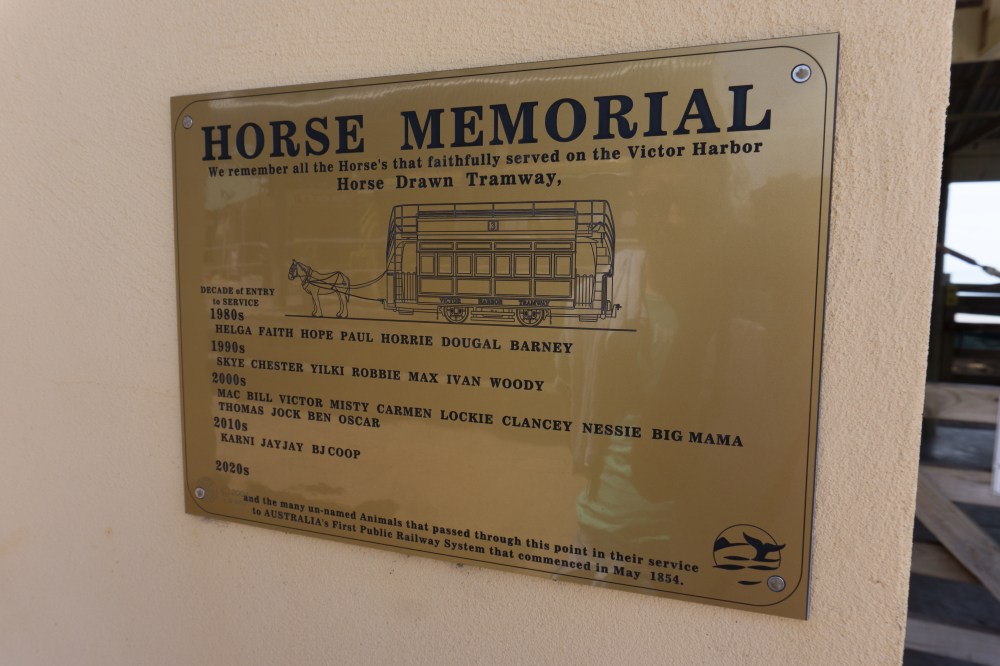 HORSE MEMORIAL
We remember all the Horse's that faithfully served on the Victor Harbor
Horse Drawn Tramway,
3
VICTOR HARBOR TRAMWAY
DECADE of ENTRY
to SERVICE
1980s
HELGA FAITH HOPE PAUL HORRIE DOUGAL BARNEY
1990s
SKYE CHESTER YILKI ROBBIE MAX IVAN WOODY
2000s
MAC BILL VICTOR MISTY CARMEN LOCKIE CLANCEY NESSIE BIG MAMA
THOMAS JOCK BEN OSCAR
2010s
KARNI JAYJAY BJ COOP
2020s
and the many un-named Animals that passed through this point in their service
to AUSTRALIA's First Public Railway System that commenced in May 1854.